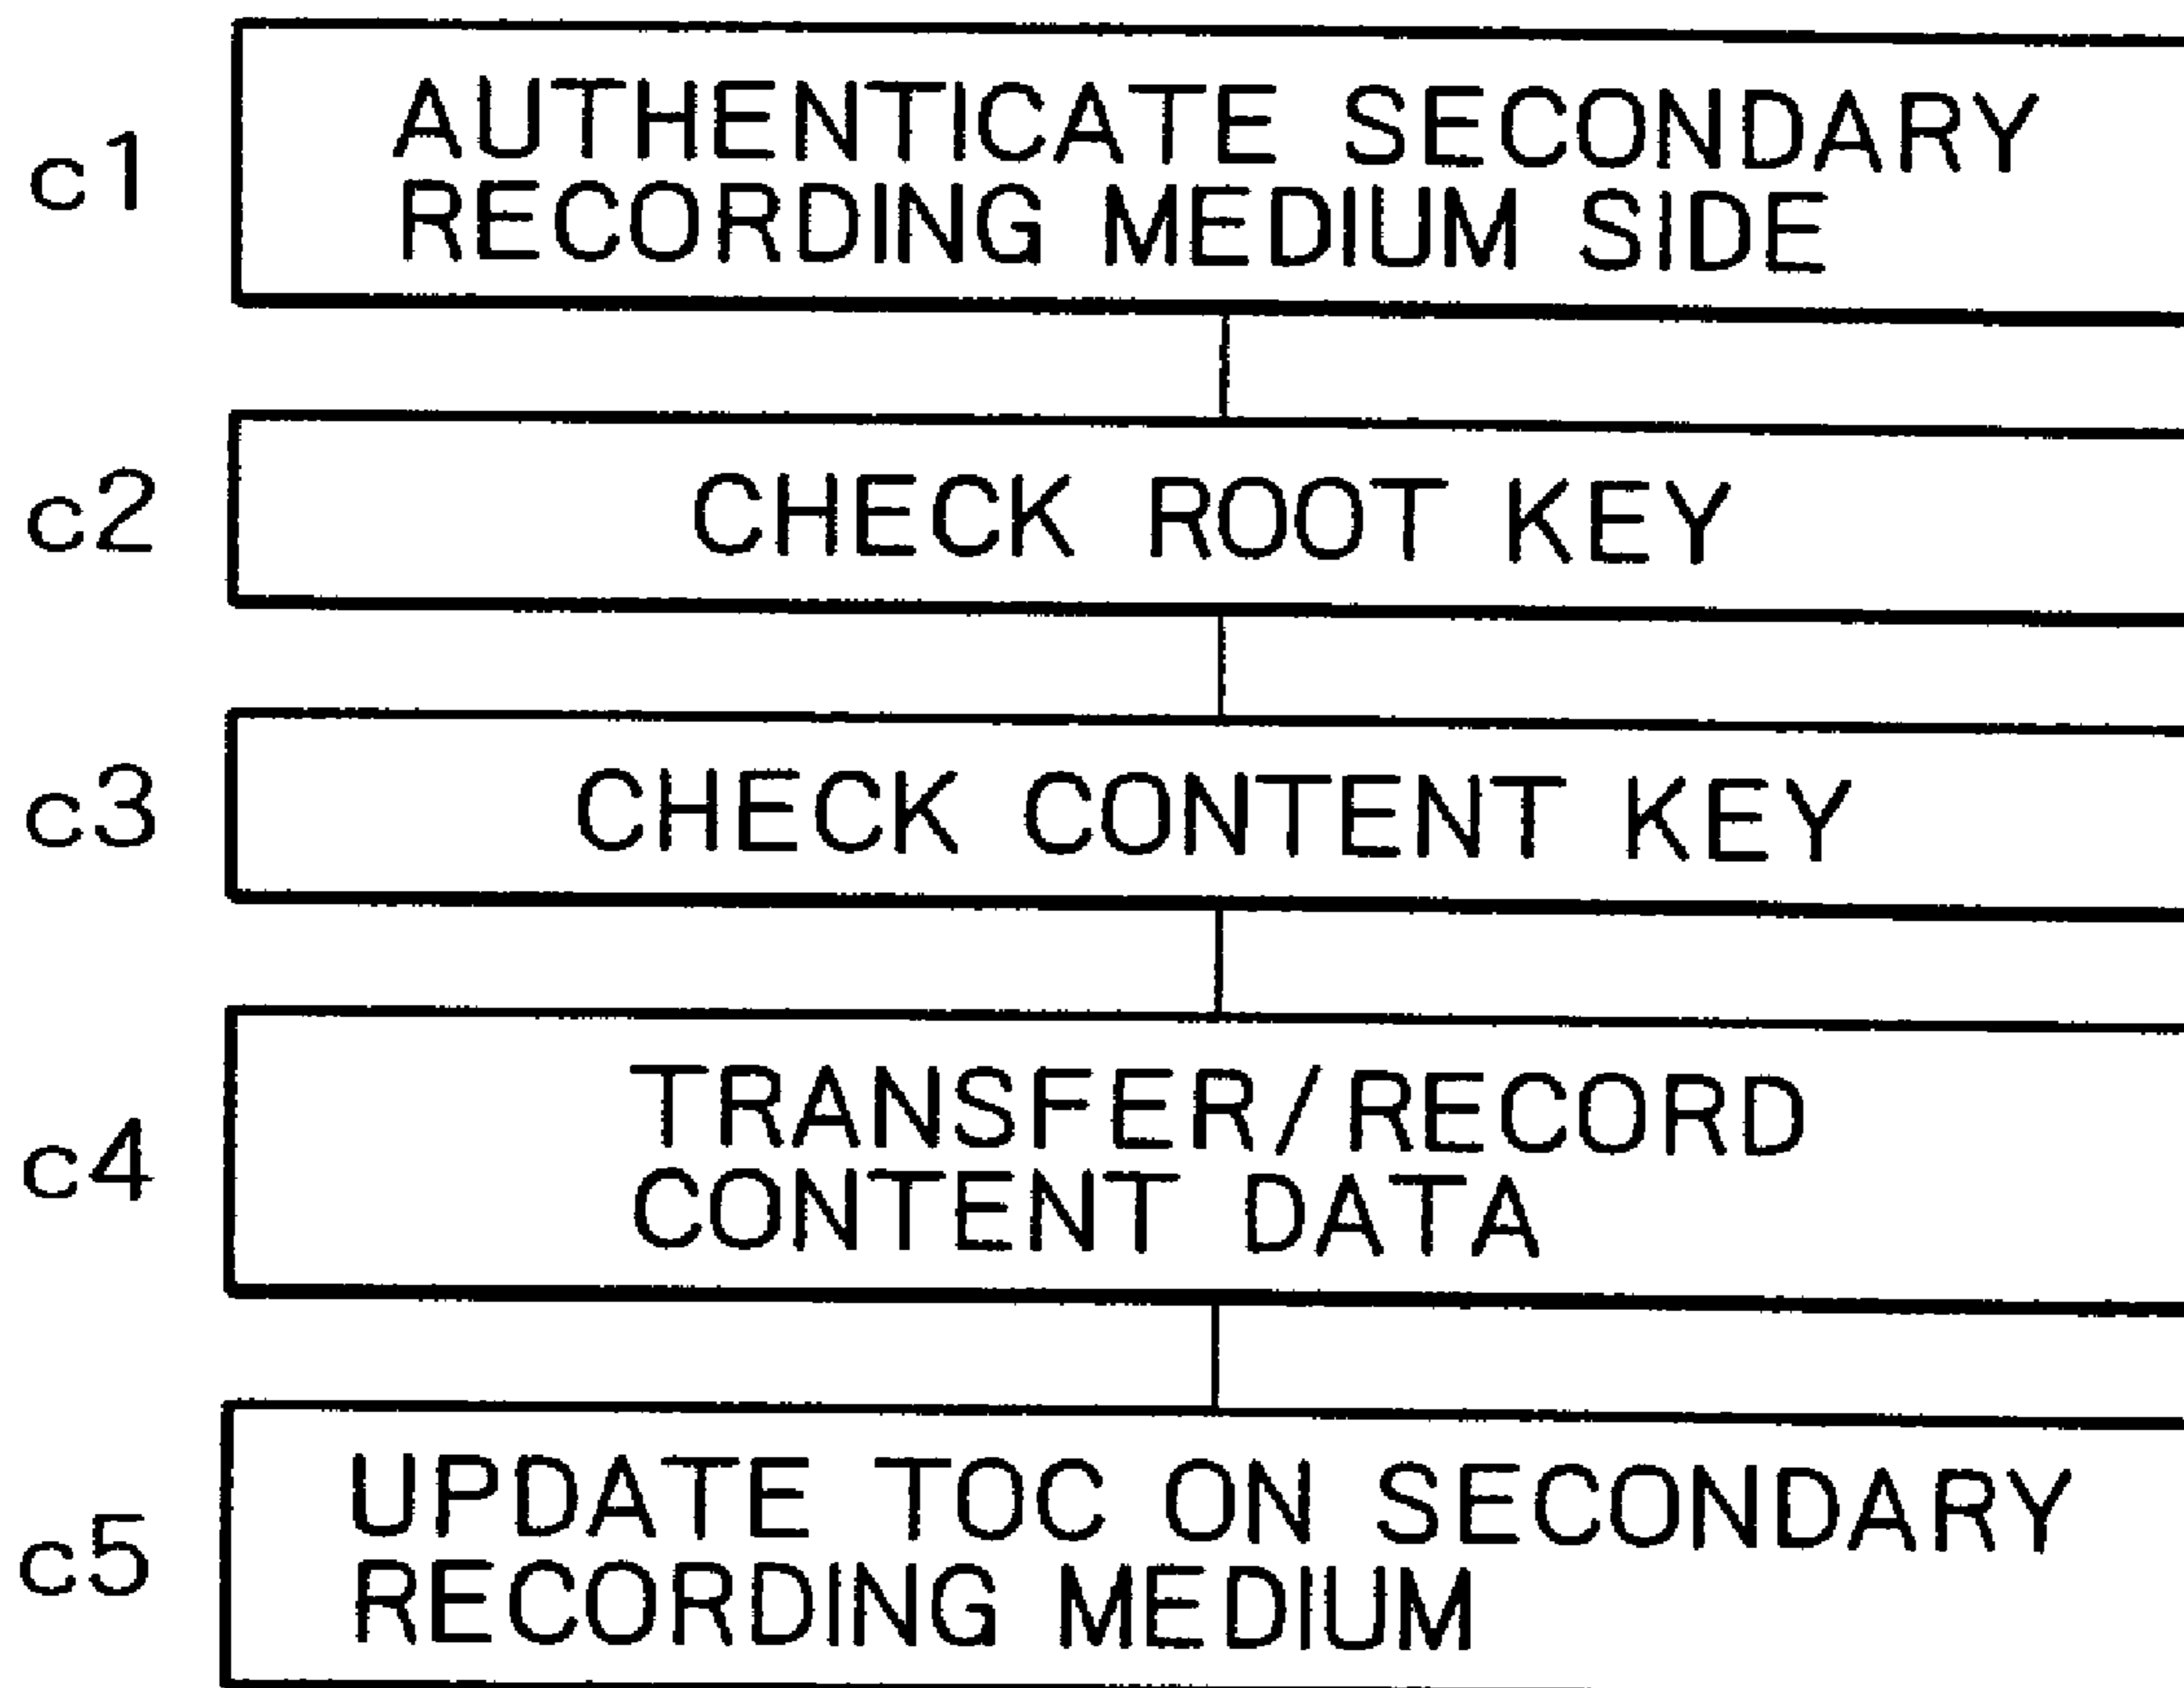 c1
AUTHENTICATE SECONDARY
RECORDING MEDIUM SIDE
c2
CHECK ROOT KEY
c3
CHECK CONTENT KEY
c4
TRANSFER/RECORD
CONTENT DATA
c5
UPDATE TOC ON SECONDARY
RECORDING MEDIUM